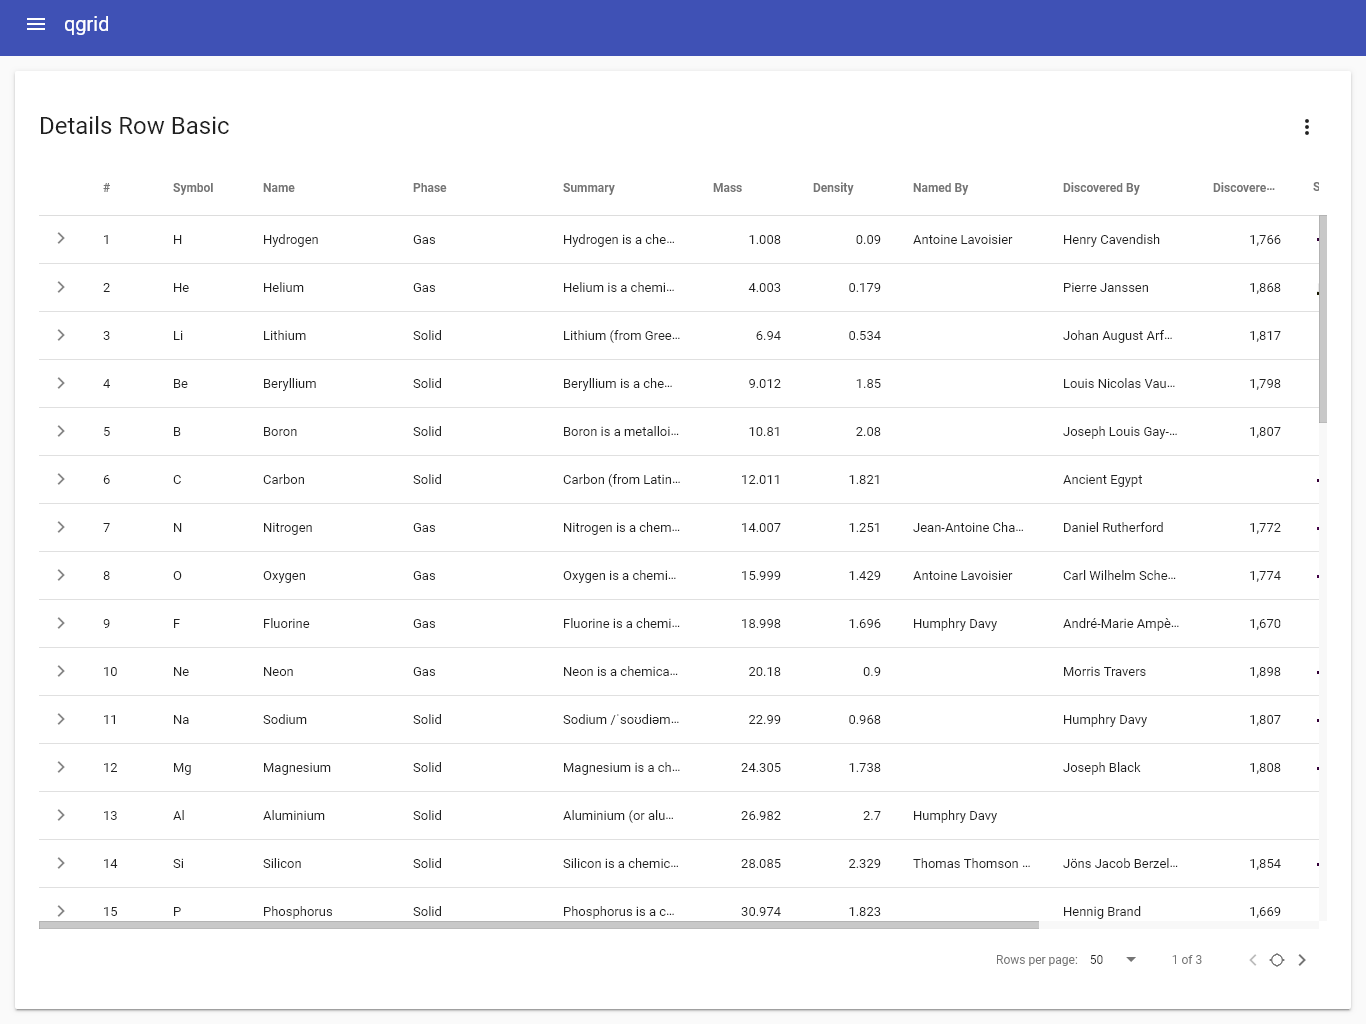 qgrid
Details Row Basic
# Symbol Name Phase Summary Mass Density Named By Discovered By Discovere… S
1 H Hydrogen Gas Hydrogen is a che… 1.008 0.09 Antoine Lavoisier Henry Cavendish 1,766
2 He Helium Gas Helium is a chemi… 4.003 0.179 Pierre Janssen 1,868
3 Li Lithium Solid Lithium (from Gree… 6.94 0.534 Johan August Arf… 1,817
4 Be Beryllium Solid Beryllium is a che… 9.012 1.85 Louis Nicolas Vau… 1,798
5 B Boron Solid Boron is a metalloi… 10.81 2.08 Joseph Louis Gay-… 1,807
6 C Carbon Solid Carbon (from Latin… 12.011 1.821 Ancient Egypt
7 N Nitrogen Gas Nitrogen is a chem… 14.007 1.251 Jean-Antoine Cha… Daniel Rutherford 1,772
8 O Oxygen Gas Oxygen is a chemi… 15.999 1.429 Antoine Lavoisier Carl Wilhelm Sche… 1,774
9 F Fluorine Gas Fluorine is a chemi… 18.998 1.696 Humphry Davy André-Marie Ampè… 1,670
10 Ne Neon Gas Neon is a chemica… 20.18 0.9 Morris Travers 1,898
11 Na Sodium Solid Sodium /ˈsoʊdiəm… 22.99 0.968 Humphry Davy 1,807
12 Mg Magnesium Solid Magnesium is a ch… 24.305 1.738 Joseph Black 1,808
13 Al Aluminium Solid Aluminium (or alu… 26.982 2.7 Humphry Davy
14 Si Silicon Solid Silicon is a chemic… 28.085 2.329 Thomas Thomson … Jöns Jacob Berzel… 1,854
15 P Phosphorus Solid Phosphorus is a c… 30.974 1.823 Hennig Brand 1,669
Rows per page: 50 1 of 3